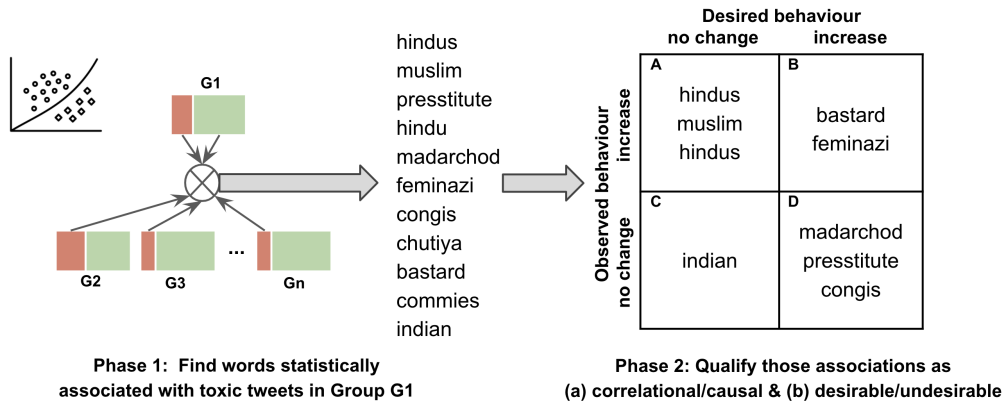 G1
G2
G3
...
Gn
hindus
muslim
presstitute
hindu
madarchod
feminazi
congis
chutiya
bastard
commies
indian
Phase 1: Find words statistically
associated with toxic tweets in Group G1
Desired behaviour
no change increase
Observed behaviour
no change increase
A
hindus
muslim
hindus
B
bastard
feminazi
C
indian
D
madarchod
presstitute
congis
Phase 2: Qualify those associations as
(a) correlational/causal & (b) desirable/undesirable